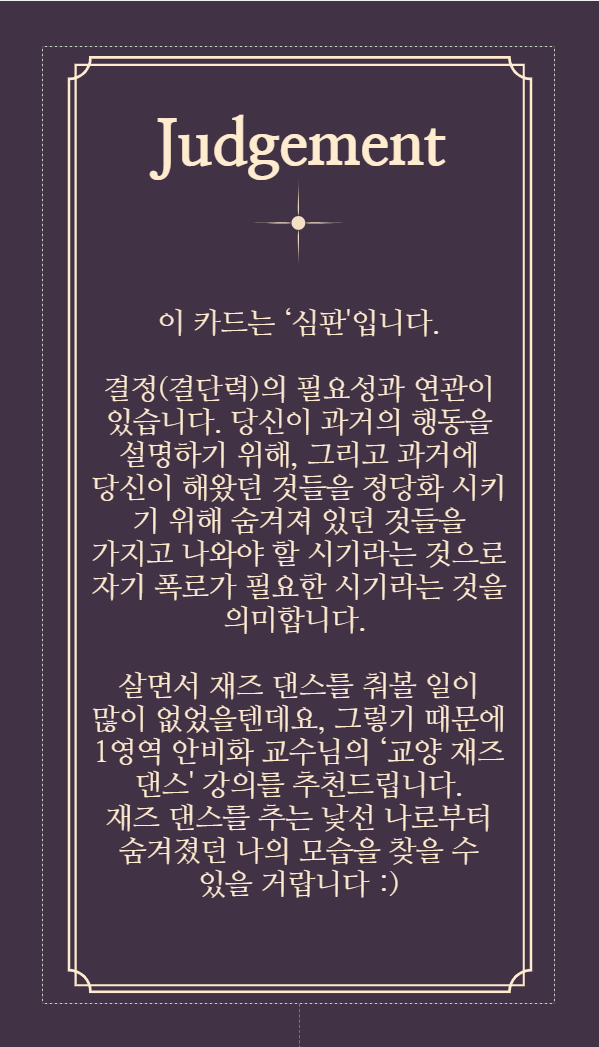 Judgement
이 카드는 ‘심판'입니다.
결정(결단력)의 필요성과 연관이
있습니다. 당신이 과거의 행동을
설명하기 위해, 그리고 과거에
당신이 해왔던 것들을 정당화 시키
기 위해 숨겨져 있던 것들을
가지고 나와야 할 시기라는 것으로
자기 폭로가 필요한 시기라는 것을
의미합니다.
살면서 재즈 댄스를 춰볼 일이
많이 없었을텐데요, 그렇기 때문에
1영역 안비화 교수님의 ‘교양 재즈
댄스' 강의를 추천드립니다.
재즈 댄스를 추는 낯선 나로부터
숨겨졌던 나의 모습을 찾을 수
있을 거랍니다 :)